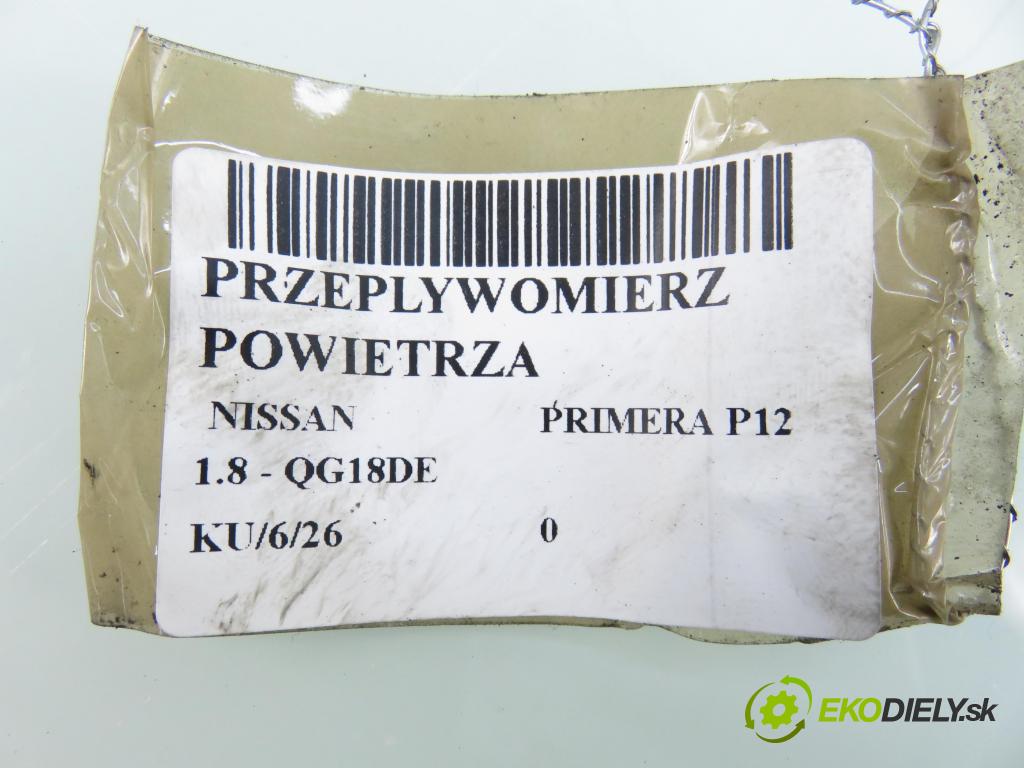 PRZEPLYWOMIERZ
POWIETRZA
NISSAN PRIMERA P12
1.8 - QG18DE
KU/6/26 0
EKODIELY.sk